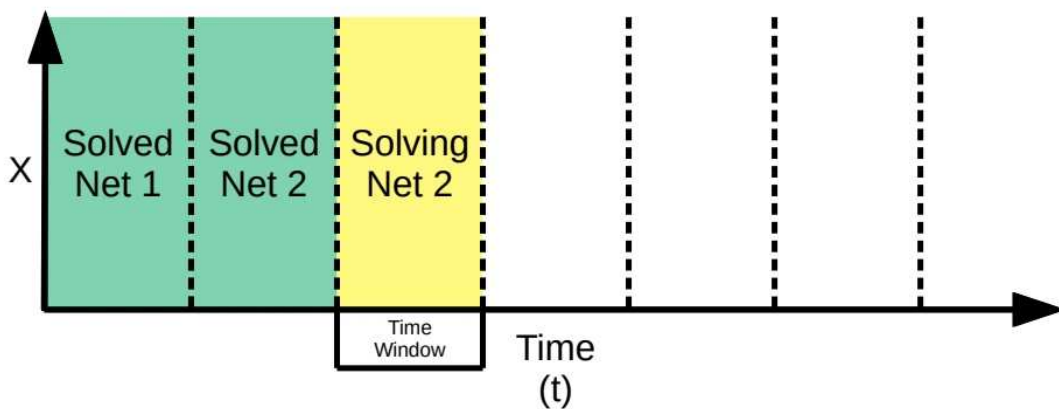 Solved
Net 1
Solved
Net 2
Solving
Net 2
X
Time
Window
Time
(t)